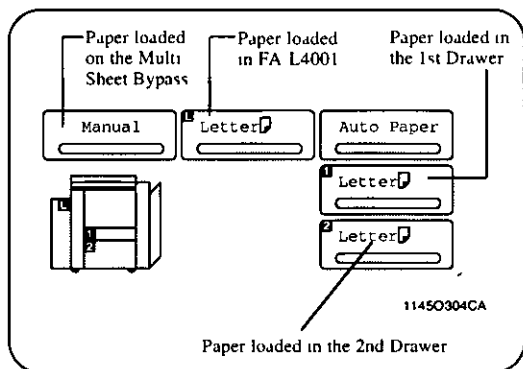 Paper loaded
on the Multi
Sheet Bypass
Paper loaded
in FA L4001
Paper loaded in
the 1st Drawer
Manual
L Letter
Auto Paper
1 Letter
2 Letter
L
1
2
1145O304CA
Paper loaded in the 2nd Drawer